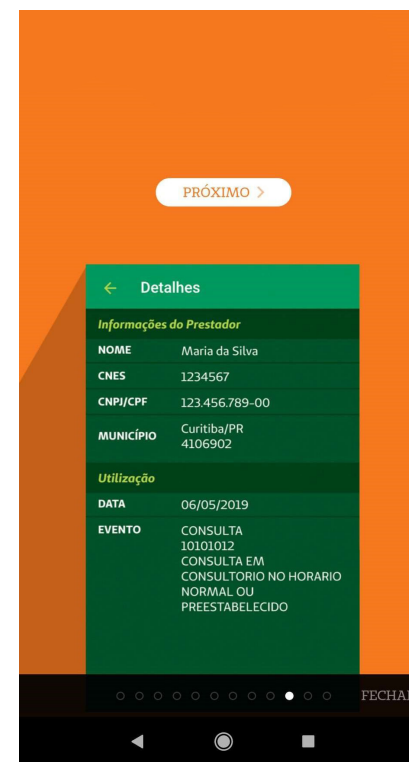 PRÓXIMO >
Detalhes
Informações do Prestador
NOME Maria da Silva
CNES 1234567
CNPJ/CPF 123.456.789-00
MUNICÍPIO Curitiba/PR
4106902
Utilização
DATA 06/05/2019
EVENTO CONSULTA
10101012
CONSULTA EM
CONSULTORIO NO HORARIO
NORMAL OU
PREESTABELECIDO
FECHA